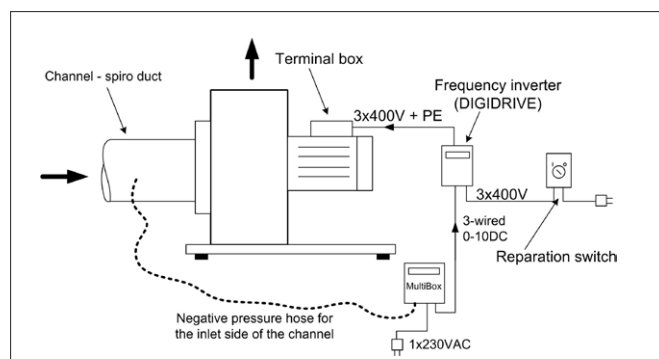 Channel - spiro duct
Terminal box
Frequency inverter
(DIGIDRIVE)
3x400V + PE
3x400V
3-wired
0-10DC
Reparation switch
MultiBox
Negative pressure hose for
the inlet side of the channel
1x230VAC